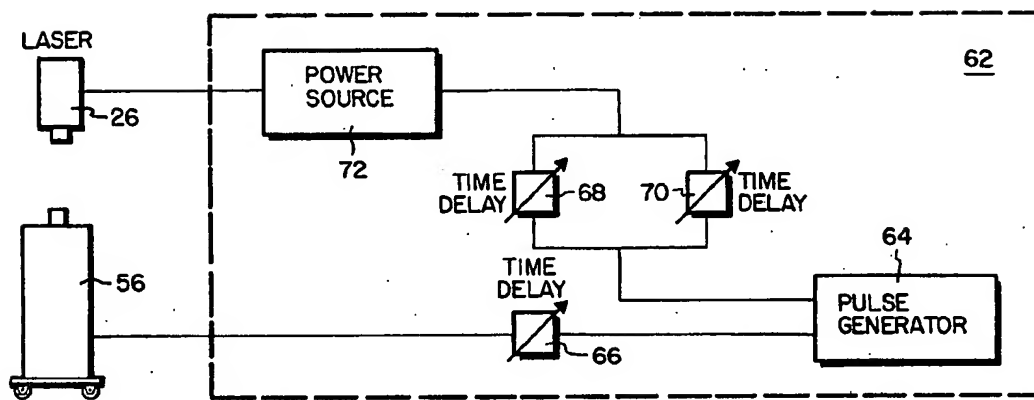 LASER
26
POWER
SOURCE
72
62
TIME
DELAY
68
70
TIME
DELAY
56
TIME
DELAY
66
64
PULSE
GENERATOR